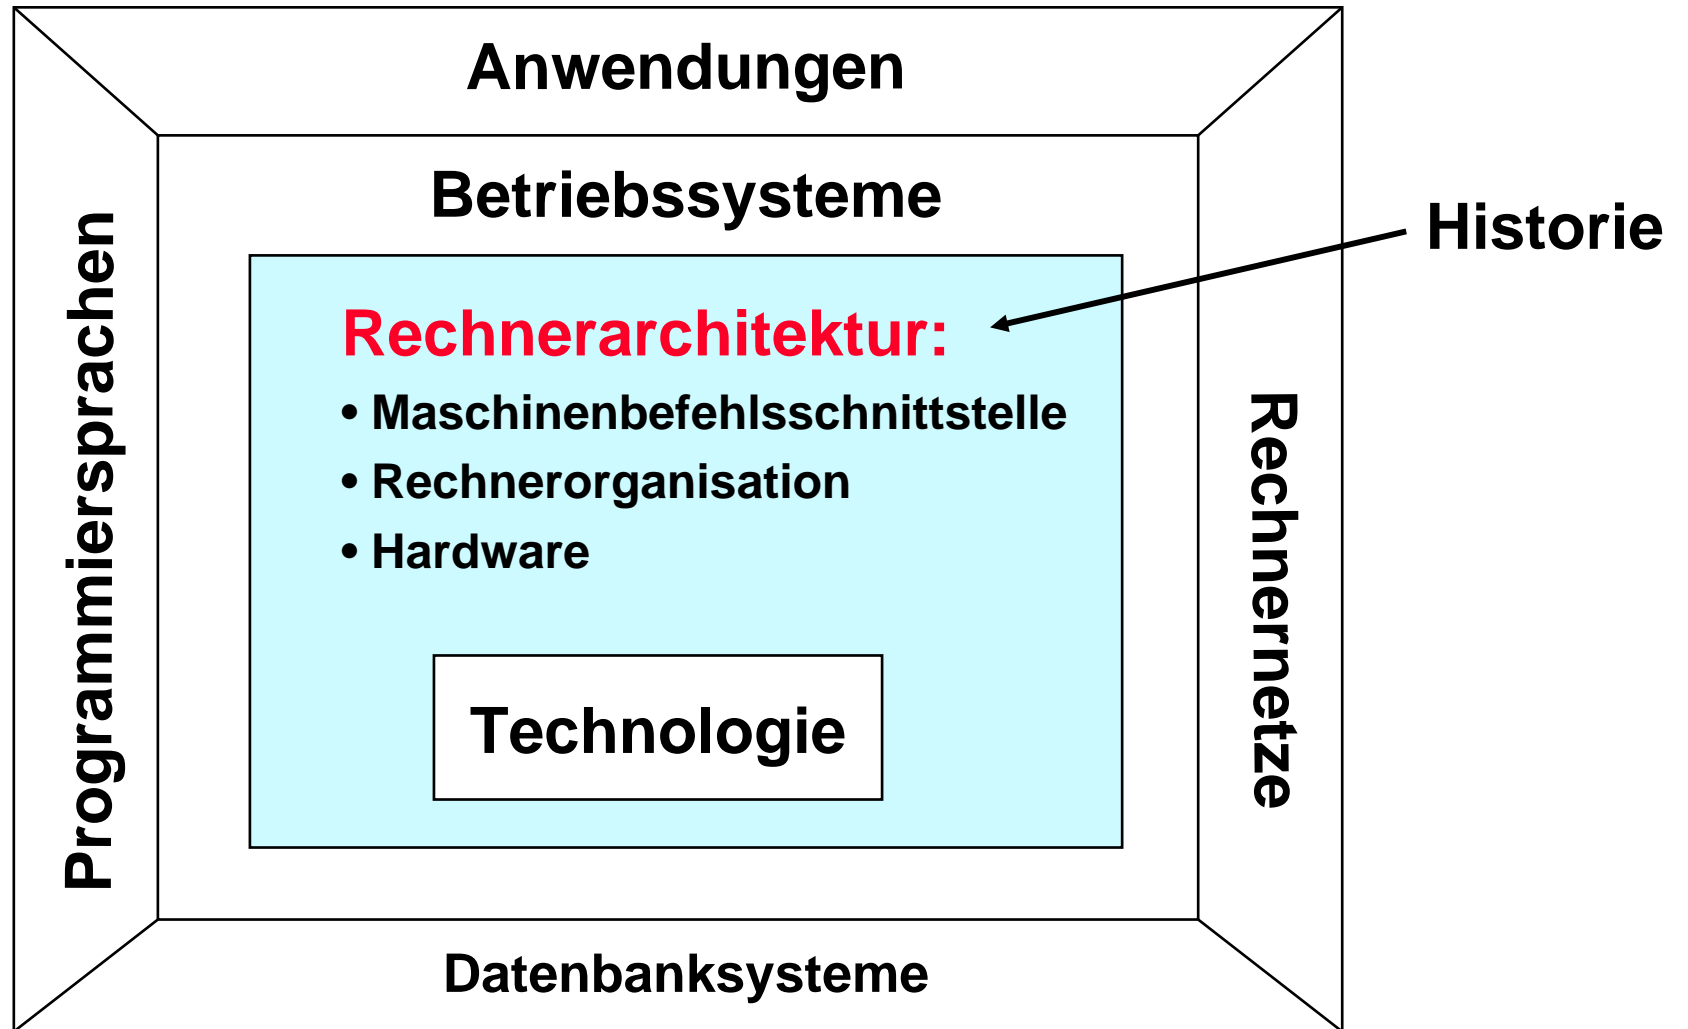 Anwendungen
Betriebssysteme
Historie
Programmiersprachen
Rechnerarchitektur:
• Maschinenbefehlsschnittstelle
• Rechnerorganisation
• Hardware
Technologie
Rechnernetze
Datenbanksysteme